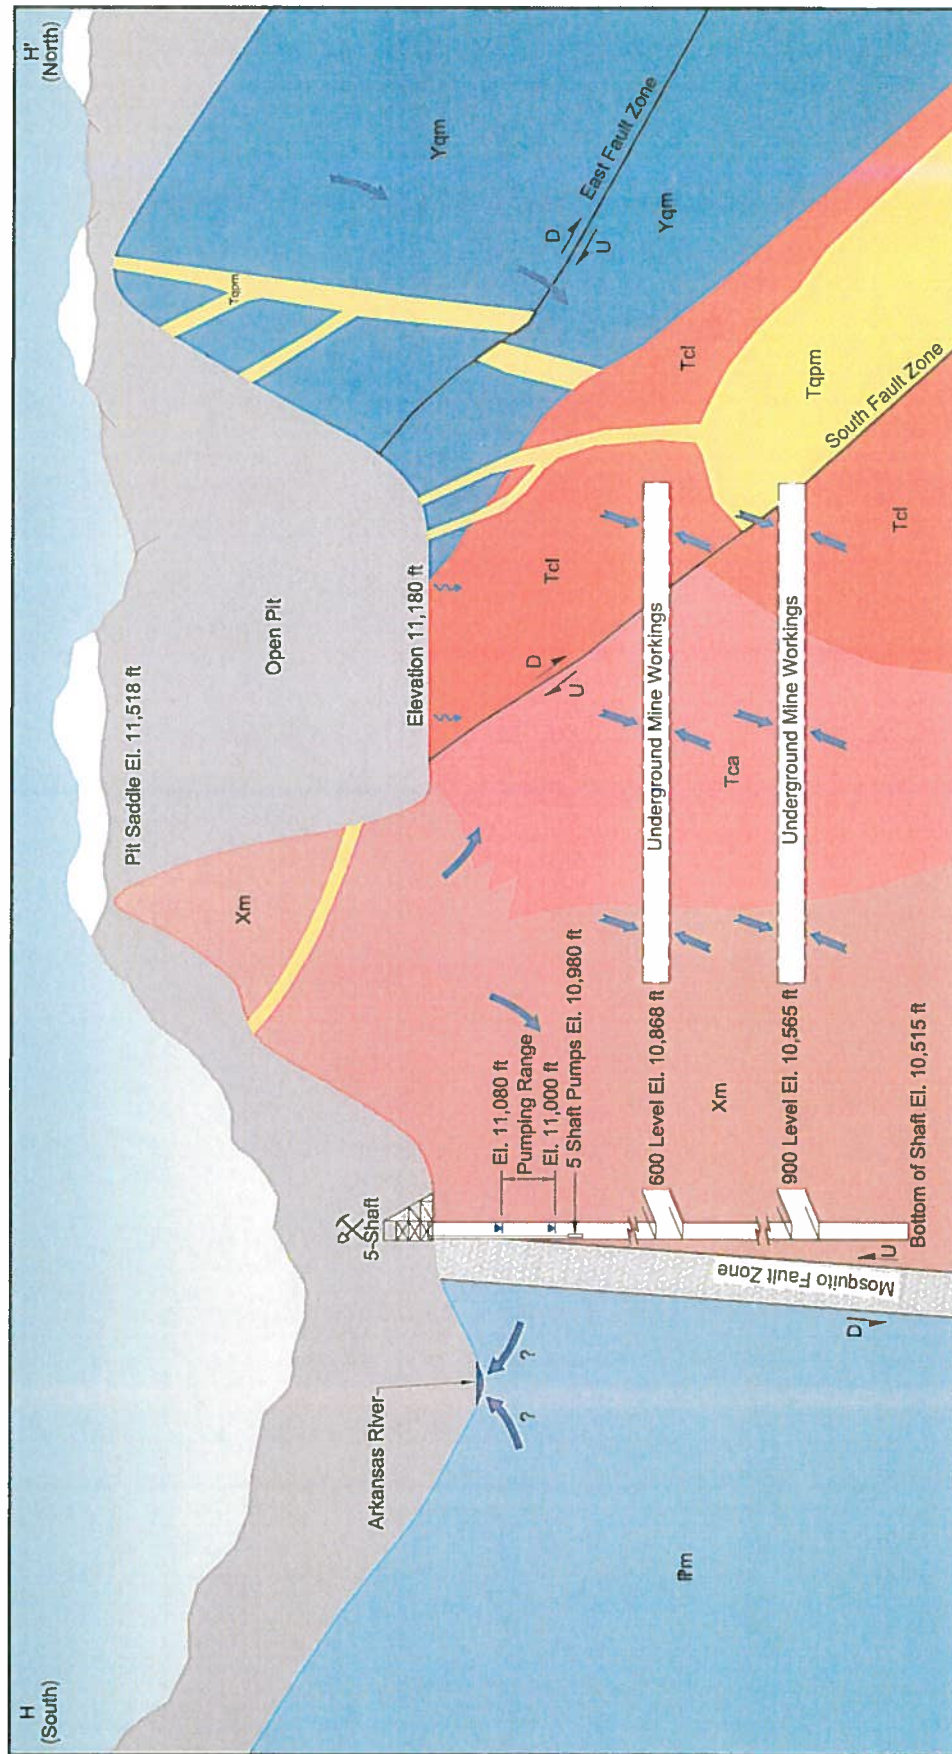 H
(South)
H'
(North)
Pit Saddle El. 11,518 ft
Open Pit
Elevation 11,180 ft
Arkansas River
5-Shaft
Xm
Tqpm
Yqm
D
U
East Fault Zone
Yqm
?
?
El. 11,080 ft
Pumping Range
El. 11,000 ft
5 Shaft Pumps El. 10,980 ft
Tcl
D
U
Tcl
600 Level El. 10,868 ft
Underground Mine Workings
Tca
Tqpm
South Fault Zone
ℙm
Mosquito Fault Zone
D
U
Xm
900 Level El. 10,565 ft
Underground Mine Workings
Tcl
Bottom of Shaft El. 10,515 ft